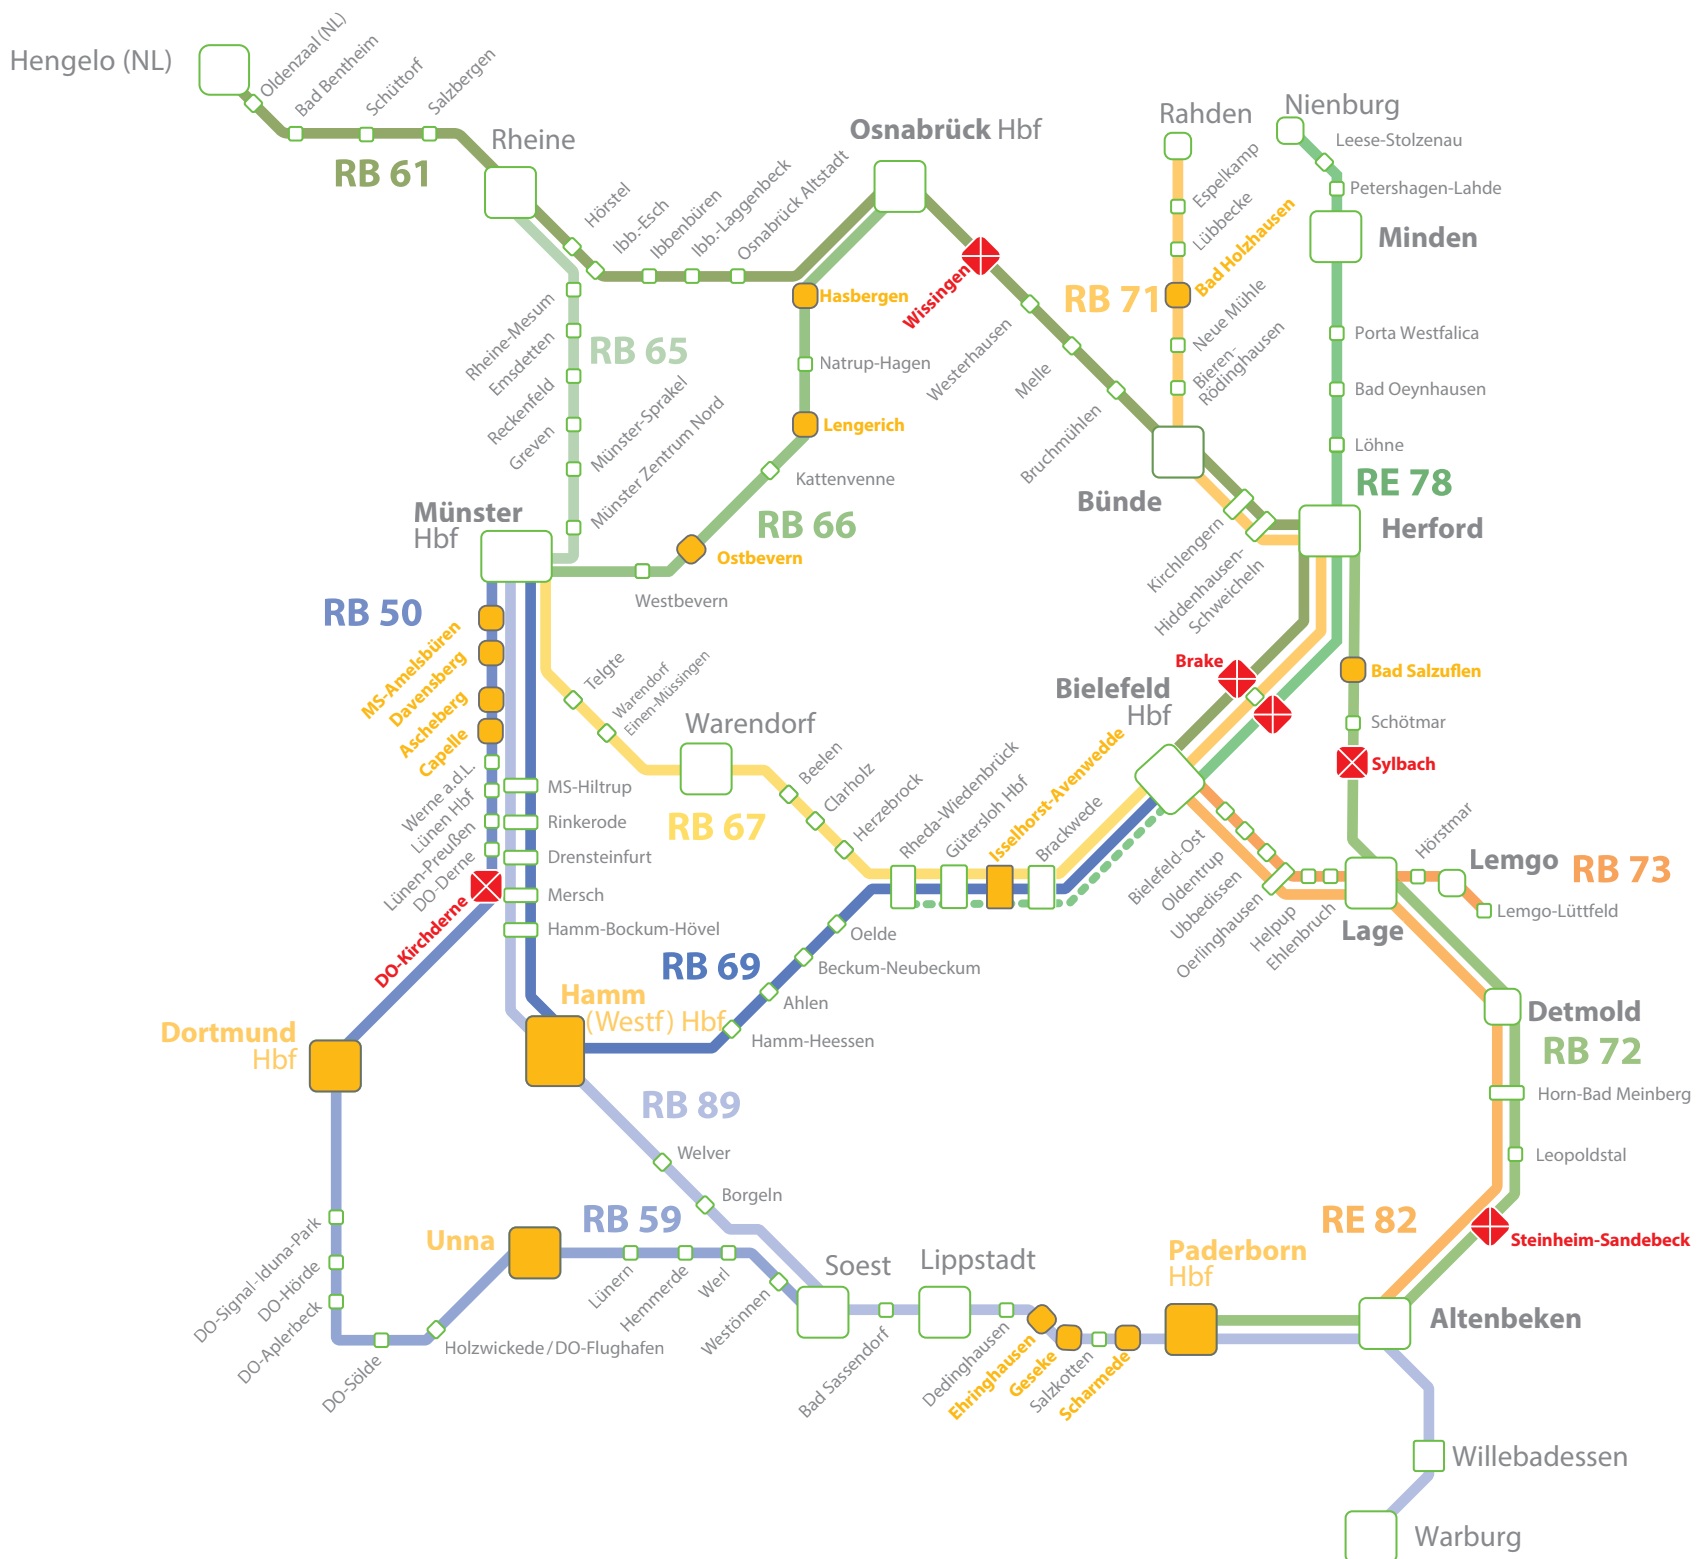 Hengelo (NL)
Oldenzaal (NL)
Bad Bentheim
Schüttorf
Salzbergen
RB 61
Rheine
Hörstel
Ibb.-Esch
Ibbenbüren
Ibb.-Laggenbeck
Osnabrück Altstadt
Osnabrück Hbf
Wissingen
Westerhausen
Melle
Bruchmühlen
Rahden
Espelkamp
Lübbecke
Bad Holzhausen
RB 71
Neue Mühle
Bieren-
Rödinghausen
Nienburg
Leese-Stolzenau
Petershagen-Lahde
Minden
Porta Westfalica
Bad Oeynhausen
Löhne
RE 78
Bünde
Herford
Kirchlengern
Hiddenhausen-
Schweicheln
Rheine-Mesum
Emsdetten
Reckenfeld
Greven
RB 65
Münster-Sprakel
Münster Zentrum Nord
Hasbergen
Natrup-Hagen
Lengerich
Kattenvenne
RB 66
Ostbevern
Westbevern
Münster
Hbf
RB 50
MS-Amelsbüren
Davensberg
Ascheberg
Capelle
Werne a.d.L.
Lünen Hbf
Lünen-Preußen
DO-Derne
DO-Kirchderne
MS-Hiltrup
Rinkerode
Drensteinfurt
Mersch
Hamm-Bockum-Hövel
Telgte
Warendorf
Einen-Müssingen
Warendorf
RB 67
Beelen
Clarholz
Herzebrock
Rheda-Wiedenbrück
Gütersloh Hbf
Isselhorst-Avenwedde
Brackwede
Brake
Bielefeld
Hbf
Bad Salzuflen
Schötmar
Sylbach
Bielefeld-Ost
Oldentrup
Ubbedissen
Oerlinghausen
Helpup
Ehlenbruch
Hörstmar
Lemgo
RB 73
Lemgo-Lüttfeld
Lage
Oelde
Beckum-Neubeckum
Ahlen
Hamm-Heessen
RB 69
Hamm
(Westf) Hbf
Dortmund
Hbf
Detmold
RB 72
Horn-Bad Meinberg
Leopoldstal
Steinheim-Sandebeck
RE 82
RB 89
Welver
Borgeln
RB 59
Unna
Lünern
Hemmerde
Werl
Westönnen
DO-Signal-Iduna-Park
DO-Hörde
DO-Aplerbeck
DO-Sölde
Holzwickede/DO-Flughafen
Soest
Bad Sassendorf
Lippstadt
Dedinghausen
Ehringhausen
Geseke
Salzkotten
Scharmede
Paderborn
Hbf
Altenbeken
Willebadessen
Warburg